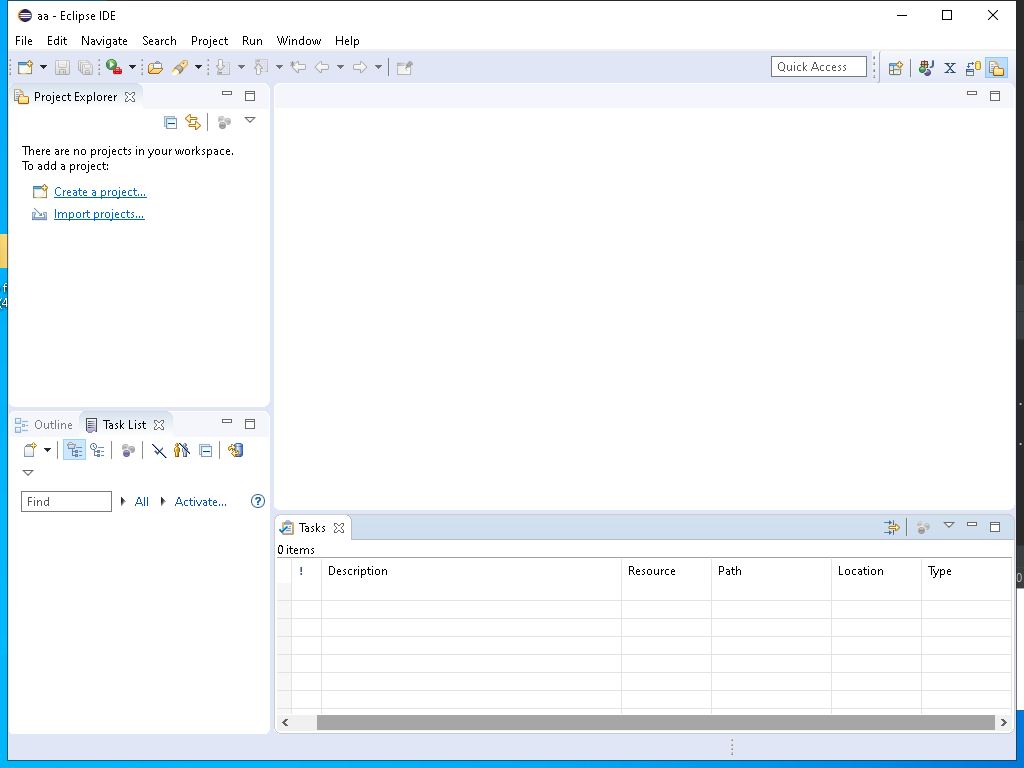 aa - Eclipse IDE
File Edit Navigate Search Project Run Window Help
Quick Access
X
Project Explorer
There are no projects in your workspace.
To add a project:
Create a project...
Import projects...
Outline Task List
Find All Activate... ?
Tasks
0 items
! Description Resource Path Location Type
f
(4
0